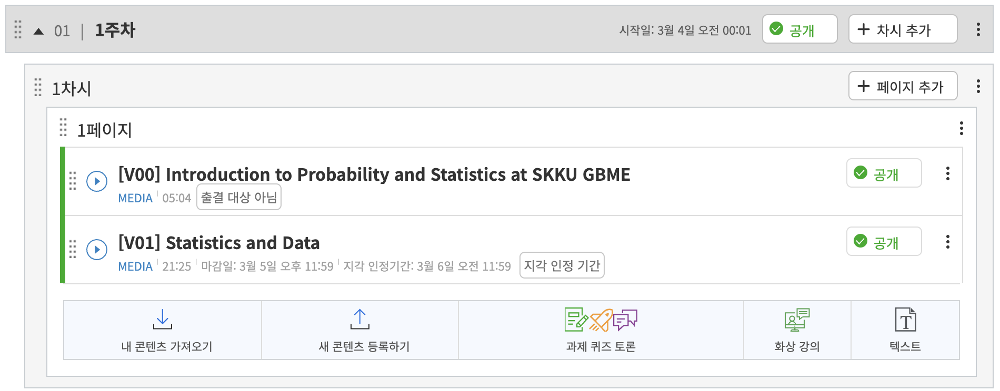 01 | 1주차 시작일: 3월 4일 오전 00:01 공개 + 차시 추가
1차시 + 페이지 추가
1페이지
[V00] Introduction to Probability and Statistics at SKKU GBME 공개
MEDIA 05:04 출결 대상 아님
[V01] Statistics and Data 공개
MEDIA 21:25 마감일: 3월 5일 오후 11:59 지각 인정기간: 3월 6일 오전 11:59 지각 인정 기간
내 콘텐츠 가져오기 새 콘텐츠 등록하기 과제 퀴즈 토론 화상 강의 텍스트